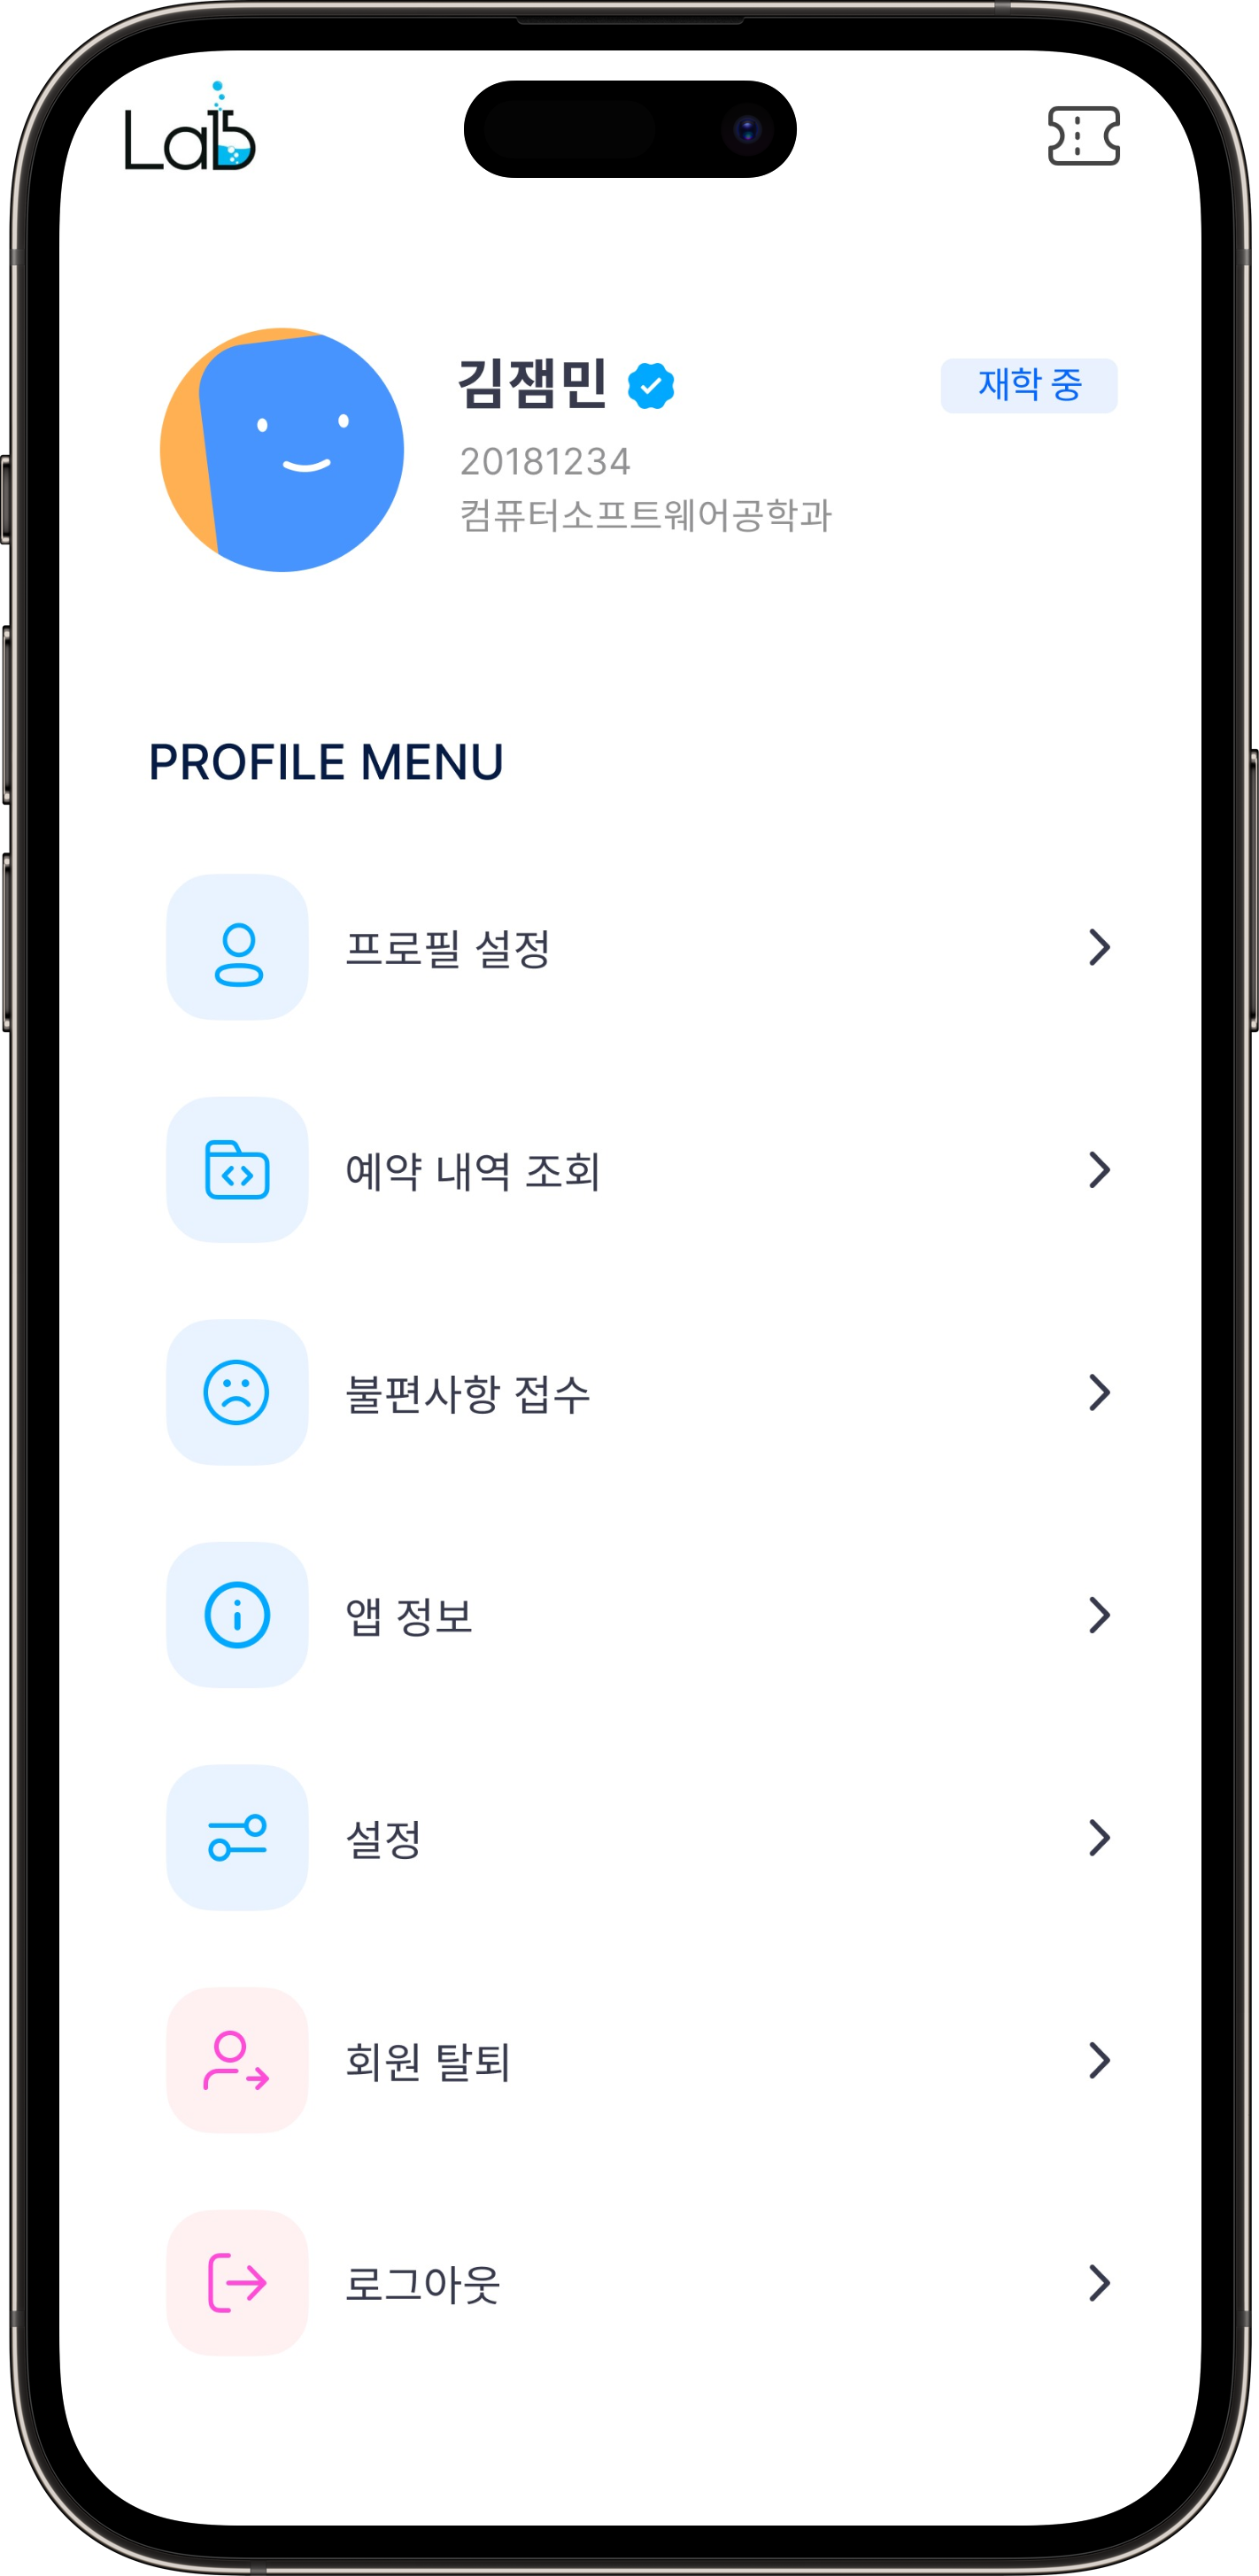 Lab
김잼민
재학 중
20181234
컴퓨터소프트웨어공학과
PROFILE MENU
프로필 설정
예약 내역 조회
불편사항 접수
앱 정보
설정
회원 탈퇴
로그아웃